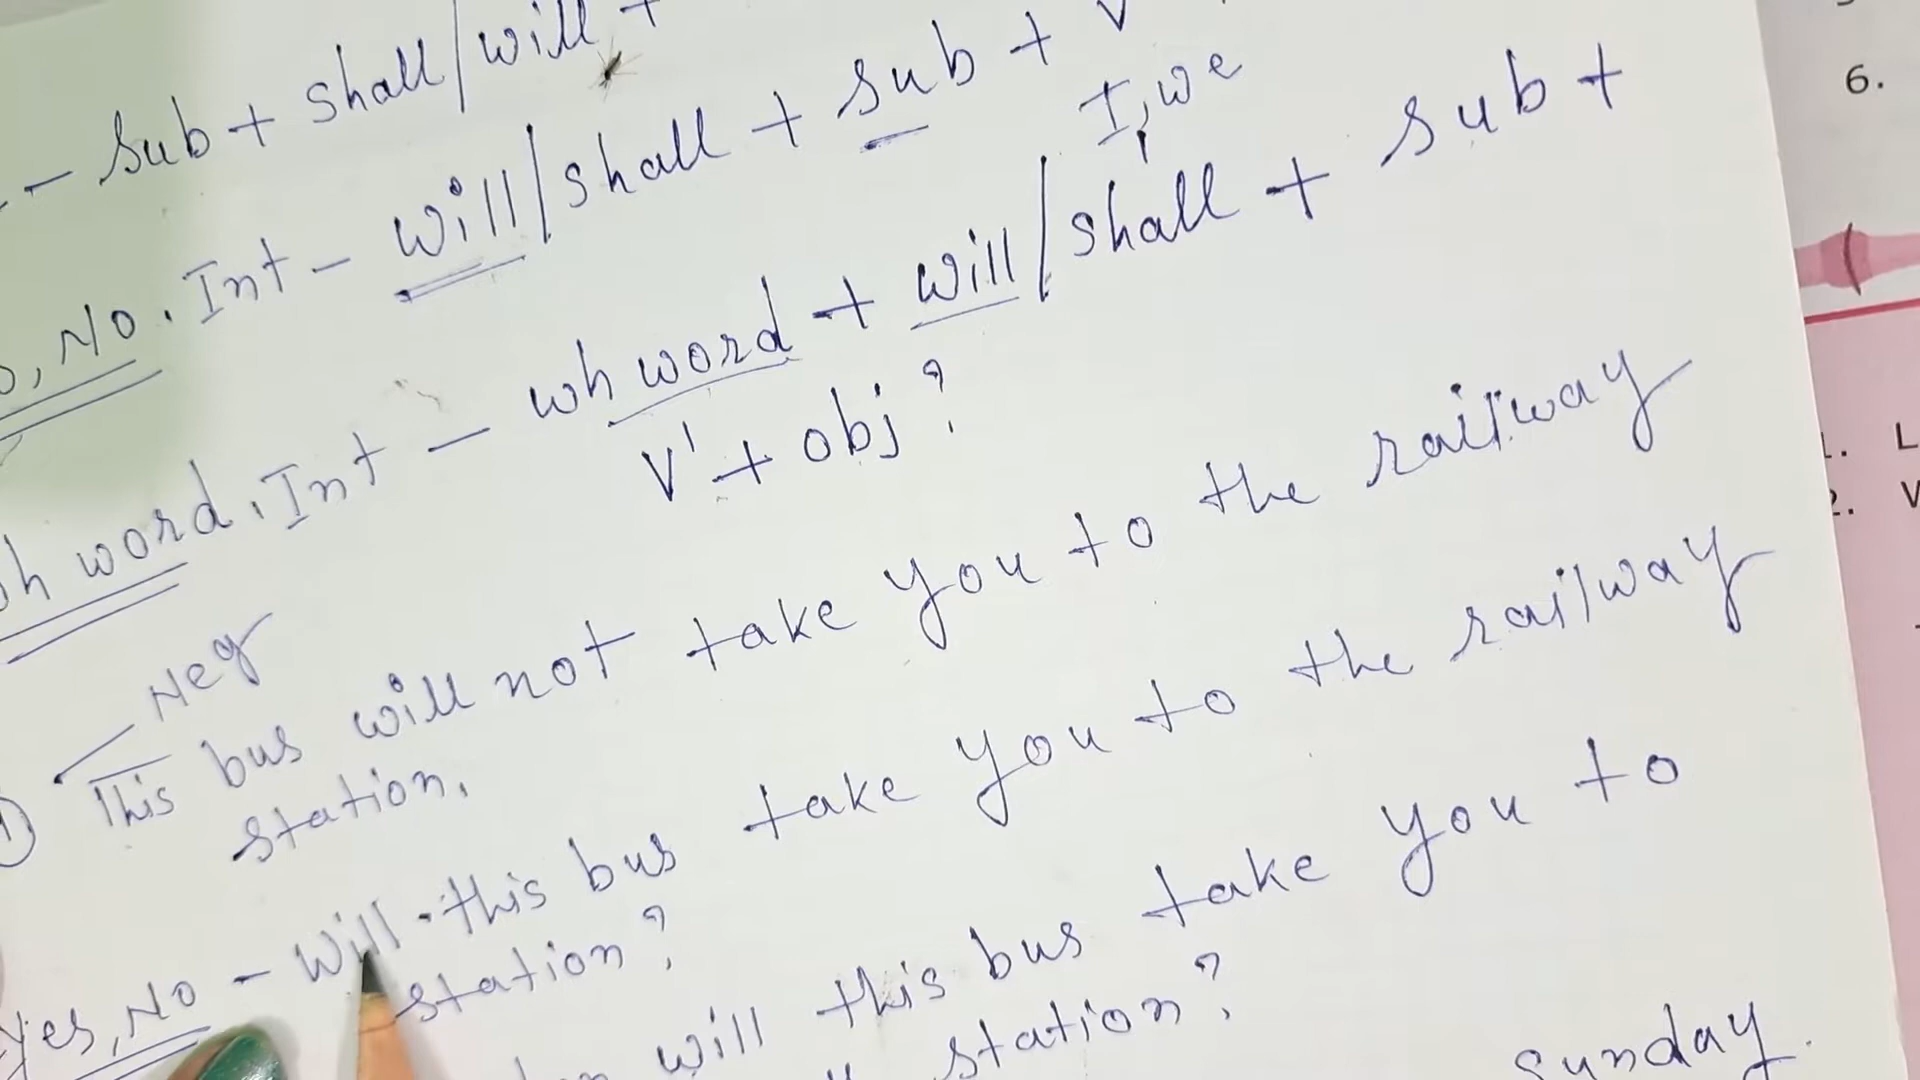 - Sub + Shall/will +
6.
, No. Int - Will/Shall + Sub + V
I, we
word. Int - wh word + will/shall + sub +
V¹ + obj ?
L
2. V
Neg
1) This bus will not take you to the railway
station.
Yes, No - Will this bus take you to the railway
station?
will this bus take you to
station?
Sunday.